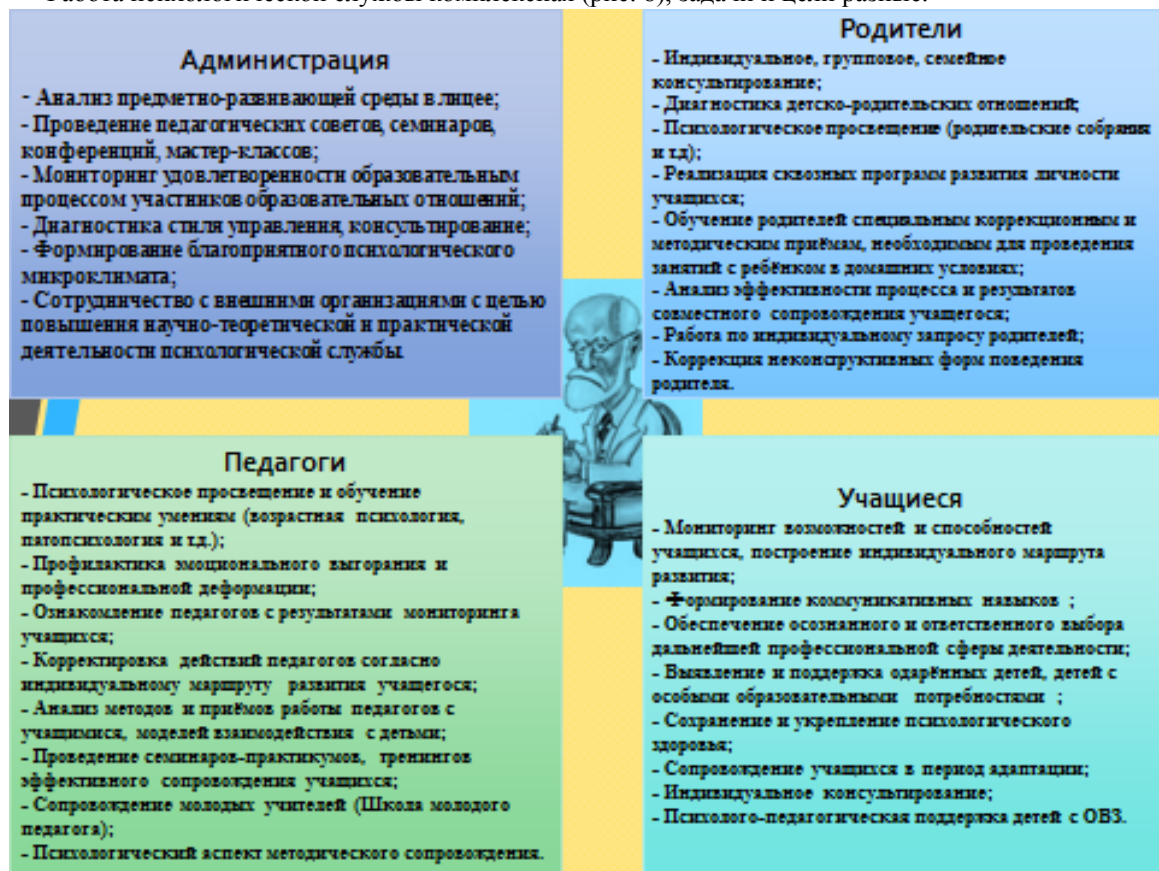 Работа психологической службы комплексная (рис. 6), задачи и цели разные.
Администрация
- Анализ предметно-развивающей среды в лицее;
- Проведение педагогических советов, семинаров,
конференций, мастер-классов;
- Мониторинг удовлетворенности образовательным
процессом участников образовательных отношений;
- Диагностика стиля управления, консультирование;
- Формирование благоприятного психологического
микроклимата;
- Сотрудничество с внешними организациями с целью
повышения научно-теоретической и практической
деятельности психологической службы.
Родители
- Индивидуальное, групповое, семейное
консультирование;
- Диагностика детско-родительских отношений;
- Психологическое просвещение (родительские собрания
и т.д);
- Реализация сквозных программ развития личности
учащихся;
- Обучение родителей специальным коррекционным и
методическим приёмам, необходимым для проведения
занятий с ребёнком в домашних условиях;
- Анализ эффективности процесса и результатов
совместного сопровождения учащегося;
- Работа по индивидуальному запросу родителей;
- Коррекция неконструктивных форм поведения
родителя.
Педагоги
- Психологическое просвещение и обучение
практическим умениям (возрастная психология,
патопсихология и т.д.);
- Профилактика эмоционального выгорания и
профессиональной деформации;
- Ознакомление педагогов с результатами мониторинга
учащихся;
- Корректировка действий педагогов согласно
индивидуальному маршруту развития учащегося;
- Анализ методов и приёмов работы педагогов с
учащимися, моделей взаимодействия с детьми;
- Проведение семинаров-практикумов, тренингов
эффективного сопровождения учащихся;
- Сопровождение молодых учителей (Школа молодого
педагога);
- Психологический аспект методического сопровождения.
Учащиеся
- Мониторинг возможностей и способностей
учащихся, построение индивидуального маршрута
развития;
- Формирование коммуникативных навыков ;
- Обеспечение осознанного и ответственного выбора
дальнейшей профессиональной сферы деятельности;
- Выявление и поддержка одарённых детей, детей с
особыми образовательными потребностями ;
- Сохранение и укрепление психологического
здоровья;
- Сопровождение учащихся в период адаптации;
- Индивидуальное консультирование;
- Психолого-педагогическая поддержка детей с ОВЗ.